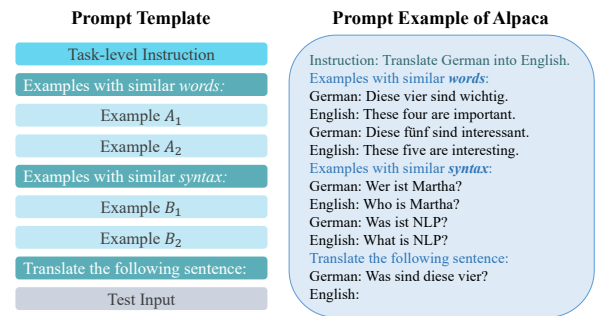 Prompt Template
Task-level Instruction
Examples with similar words:
Example A₁
Example A₂
Examples with similar syntax:
Example B₁
Example B₂
Translate the following sentence:
Test Input
Prompt Example of Alpaca
Instruction: Translate German into English.
Examples with similar words:
German: Diese vier sind wichtig.
English: These four are important.
German: Diese fünf sind interessant.
English: These five are interesting.
Examples with similar syntax:
German: Wer ist Martha?
English: Who is Martha?
German: Was ist NLP?
English: What is NLP?
Translate the following sentence:
German: Was sind diese vier?
English: